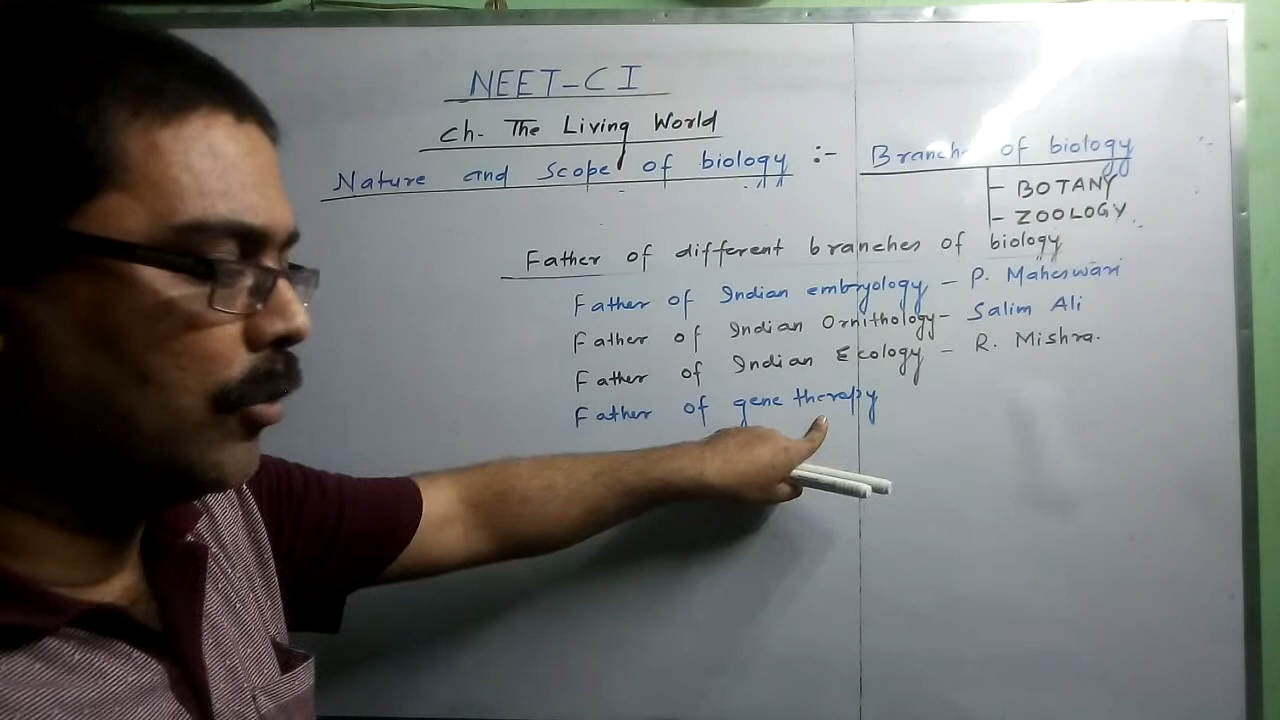 NEET-CI
Ch- The Living World
Nature and Scope of biology :- Branch of biology
- BOTANY
- ZOOLOGY
Father of different branches of biology
Father of Indian embryology - P. Maheswari
Father of Indian Ornithology- Salim Ali
Father of Indian Ecology - R. Mishra.
Father of gene therapy